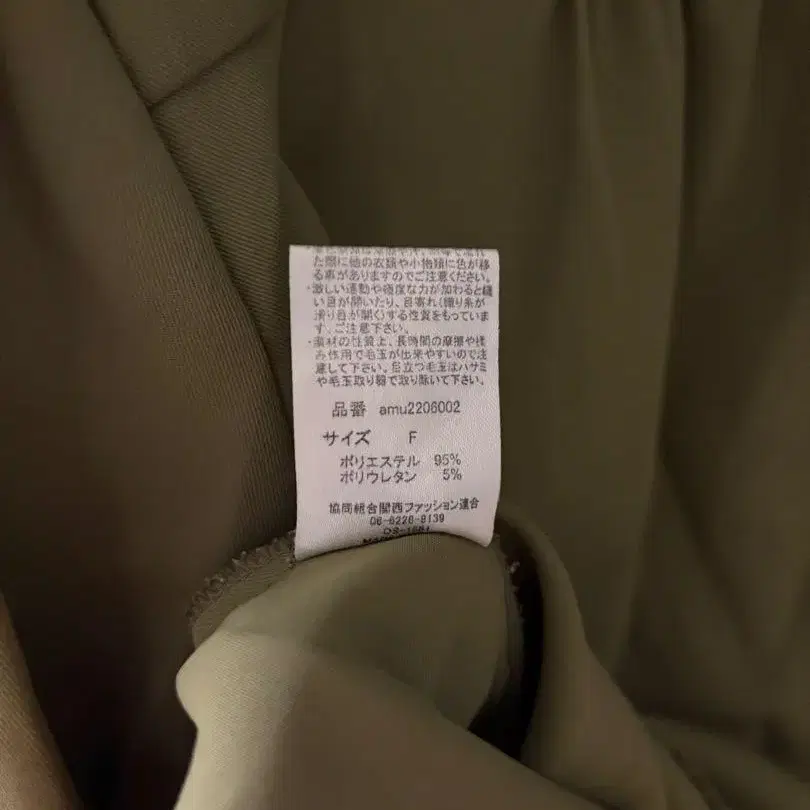 た際に他の衣類や小物類に色が移
る事がありますのでご注意ください。
・激しい運動や極度な力が加わると縫
い目が開いたり、目寄れ(織り糸が
滑り目が開く)する性質をもっていま
す。ご注意下さい。
・素材の性質上、長時間の摩擦や揉
み作用で毛玉が出来やすいので注
意して下さい。目立つ毛玉はハサミ
や毛玉取り器で取り除いて下さい。
品番 amu2206002
サイズ F
ポリエステル 95%
ポリウレタン 5%
協同組合関西ファッション連合
06-6226-9139